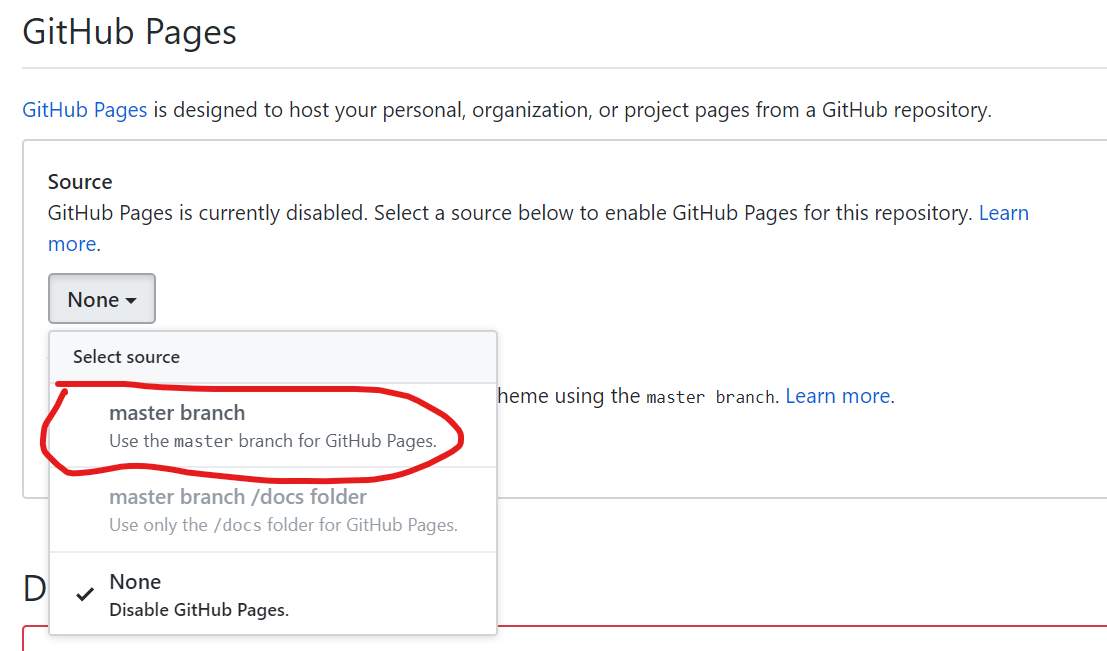 GitHub Pages
GitHub Pages is designed to host your personal, organization, or project pages from a GitHub repository.
Source
GitHub Pages is currently disabled. Select a source below to enable GitHub Pages for this repository. Learn
more.
None
Select source
master branch
heme using the master branch. Learn more.
Use the master branch for GitHub Pages.
master branch /docs folder
Use only the /docs folder for GitHub Pages.
None
D
Disable GitHub Pages.